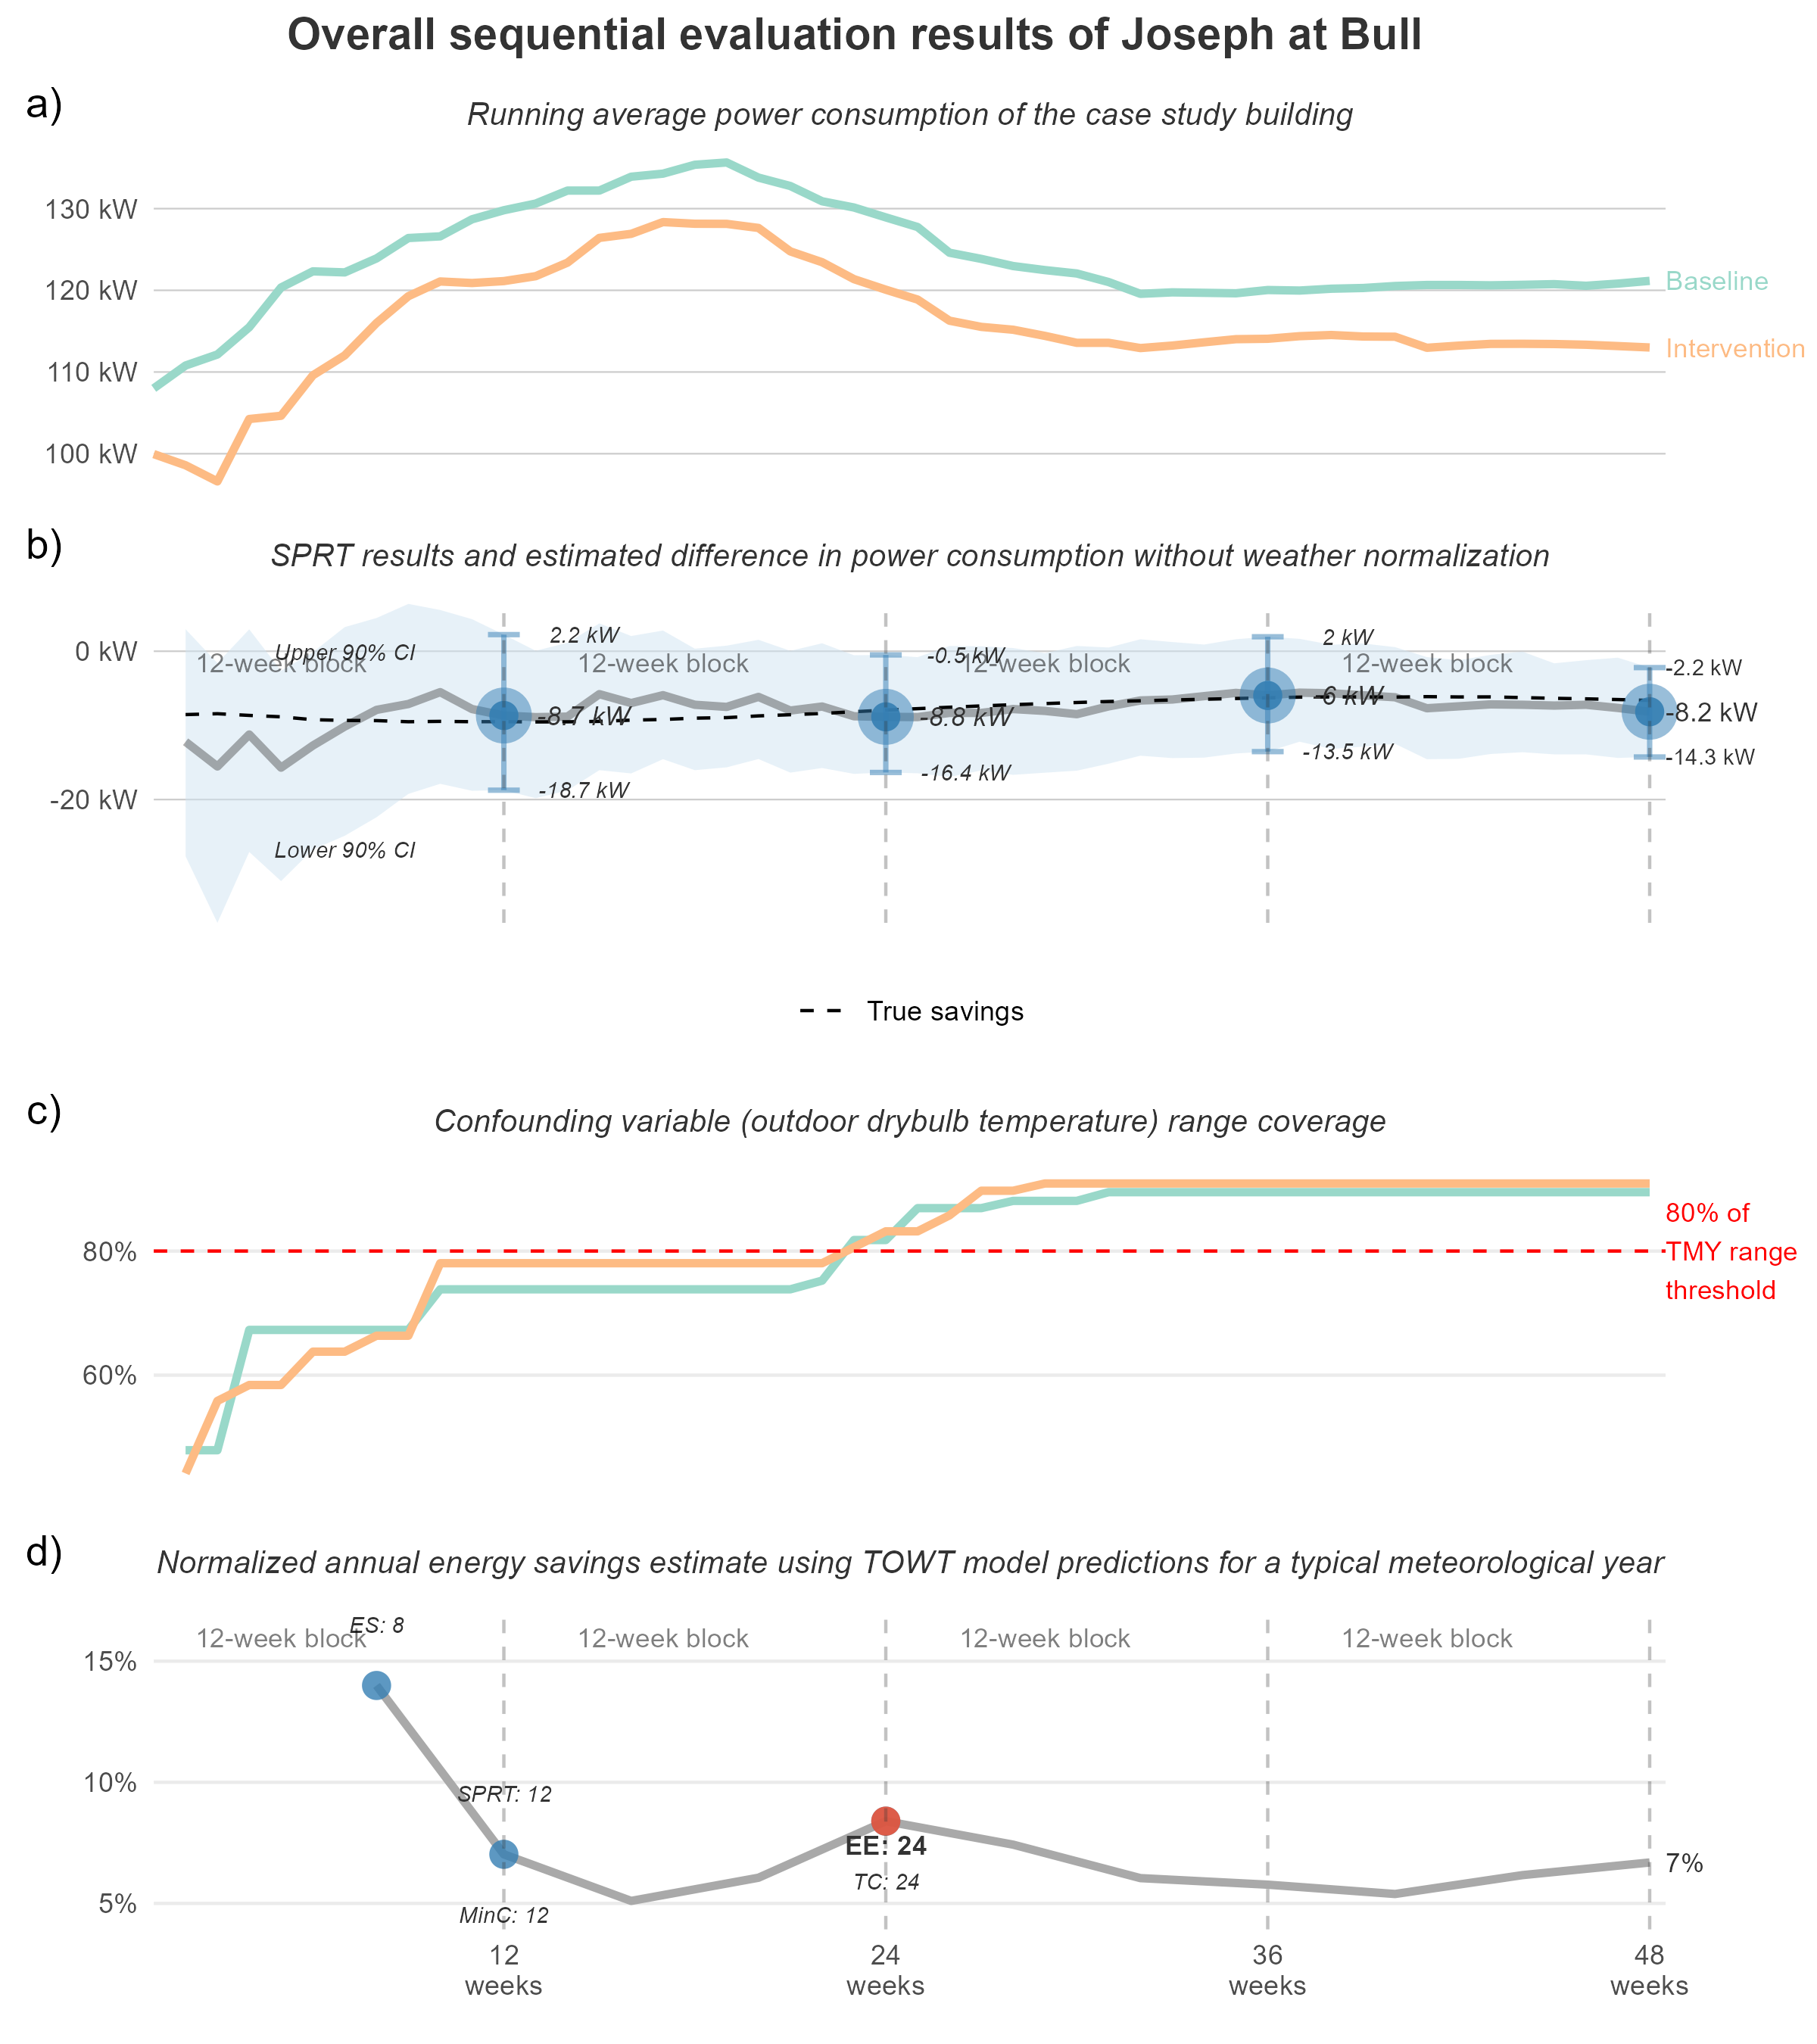 Overall sequential evaluation results of Joseph at Bull
a)
Running average power consumption of the case study building
130 kW
120 kW
110 kW
100 kW
Baseline
Intervention
b)
SPRT results and estimated difference in power consumption without weather normalization
0 kW
-20 kW
12-week block
12-week block
12-week block
12-week block
Upper 90% CI
Lower 90% CI
2.2 kW
-8.7 kW
-18.7 kW
-0.5 kW
-8.8 kW
-16.4 kW
2 kW
-6 kW
-13.5 kW
-2.2 kW
-8.2 kW
-14.3 kW
True savings
c)
Confounding variable (outdoor drybulb temperature) range coverage
80%
60%
80% of
TMY range
threshold
d)
Normalized annual energy savings estimate using TOWT model predictions for a typical meteorological year
12-week block
12-week block
12-week block
12-week block
ES: 8
15%
10%
5%
SPRT: 12
MinC: 12
EE: 24
TC: 24
7%
12
weeks
24
weeks
36
weeks
48
weeks